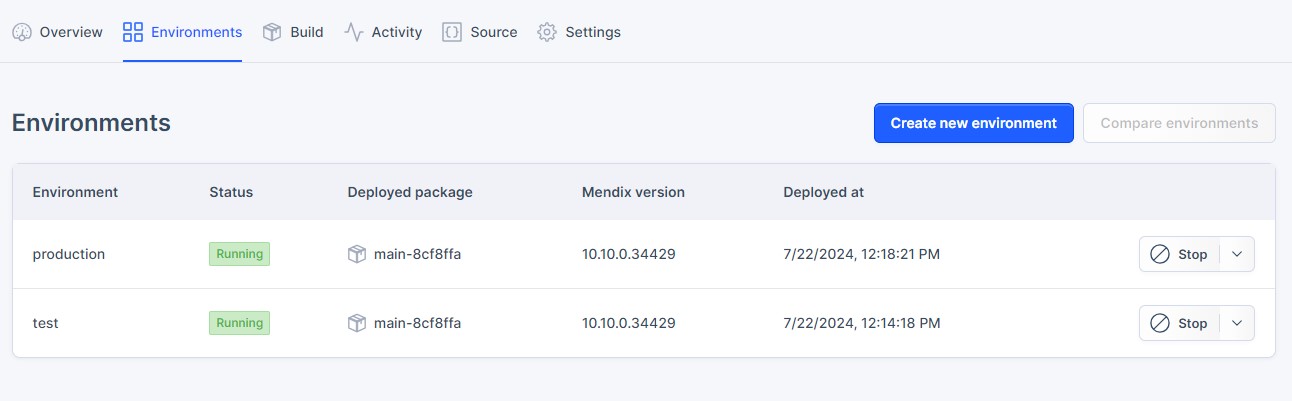 Overview Environments Build Activity Source Settings
Environments Create new environment Compare environments
Environment Status Deployed package Mendix version Deployed at
production Running main-8cf8ffa 10.10.0.34429 7/22/2024, 12:18:21 PM Stop
test Running main-8cf8ffa 10.10.0.34429 7/22/2024, 12:14:18 PM Stop